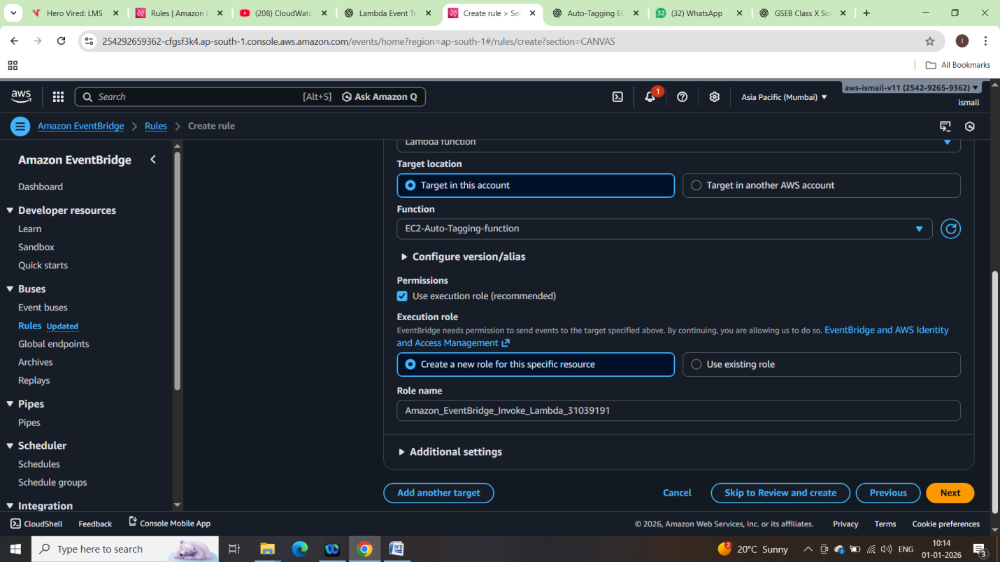 Hero Vired: LMS
Rules | Amazon E
(208) CloudWatc
Lambda Event Tr
Create rule > Sel
Auto-Tagging EC
32
(32) WhatsApp
GSEB Class X So
254292659362-cfgsf3k4.ap-south-1.console.aws.amazon.com/events/home?region=ap-south-1#/rules/create?section=CANVAS
I
All Bookmarks
aws
Search
[Alt+S]
Ask Amazon Q
1
Asia Pacific (Mumbai)
aws-ismail-v11 (2542-9265-9362)
ismail
Amazon EventBridge
Rules
Create rule
Amazon EventBridge
Dashboard
Developer resources
Learn
Sandbox
Quick starts
Buses
Event buses
Rules Updated
Global endpoints
Archives
Replays
Pipes
Pipes
Scheduler
Schedules
Schedule groups
Integration
Lambda function
Target location
Target in this account
Target in another AWS account
Function
EC2-Auto-Tagging-function
Configure version/alias
Permissions
Use execution role (recommended)
Execution role
EventBridge needs permission to send events to the target specified above. By continuing, you are allowing us to do so. EventBridge and AWS Identity
and Access Management
Create a new role for this specific resource
Use existing role
Role name
Amazon_EventBridge_Invoke_Lambda_31039191
Additional settings
Add another target
Cancel
Skip to Review and create
Previous
Next
CloudShell
Feedback
Console Mobile App
© 2026, Amazon Web Services, Inc. or its affiliates.
Privacy
Terms
Cookie preferences
Type here to search
2
20°C Sunny
ENG
10:14
01-01-2026
3